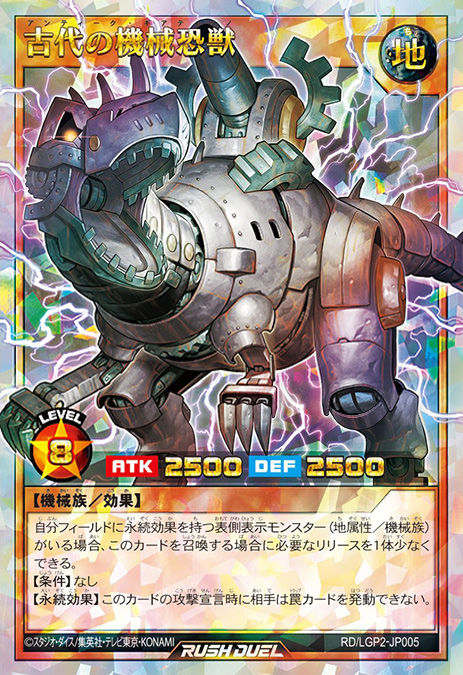 アンティーク・ギアティラノ
古代の機械恐獣
地
LEVEL
8
ATK 2500 DEF 2500
【機械族／効果】
自分フィールドに永続効果を持つ表側表示モンスター（地属性／機械族）
がいる場合、このカードを召喚する場合に必要なリリースを1体少なく
できる。
【条件】なし
【永続効果】このカードの攻撃宣言時に相手は罠カードを発動できない。
©スタジオ・ダイス/集英社・テレビ東京・KONAMI
RUSH DUEL
RD/LGP2-JP005